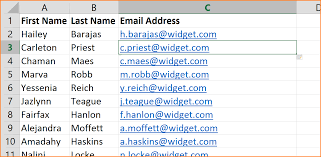 A B C
1 First Name Last Name Email Address
2 Hailey Barajas h.barajas@widget.com
3 Carleton Priest c.priest@widget.com
4 Chaman Maes c.maes@widget.com
5 Marva Robb m.robb@widget.com
6 Yessenia Reich y.reich@widget.com
7 Jazlynn Teague j.teague@widget.com
8 Fairfax Hanlon f.hanlon@widget.com
9 Alejandra Moffett a.moffett@widget.com
10 Amadahy Haskins a.haskins@widget.com
11 Nalini Locke n.locke@widget.com